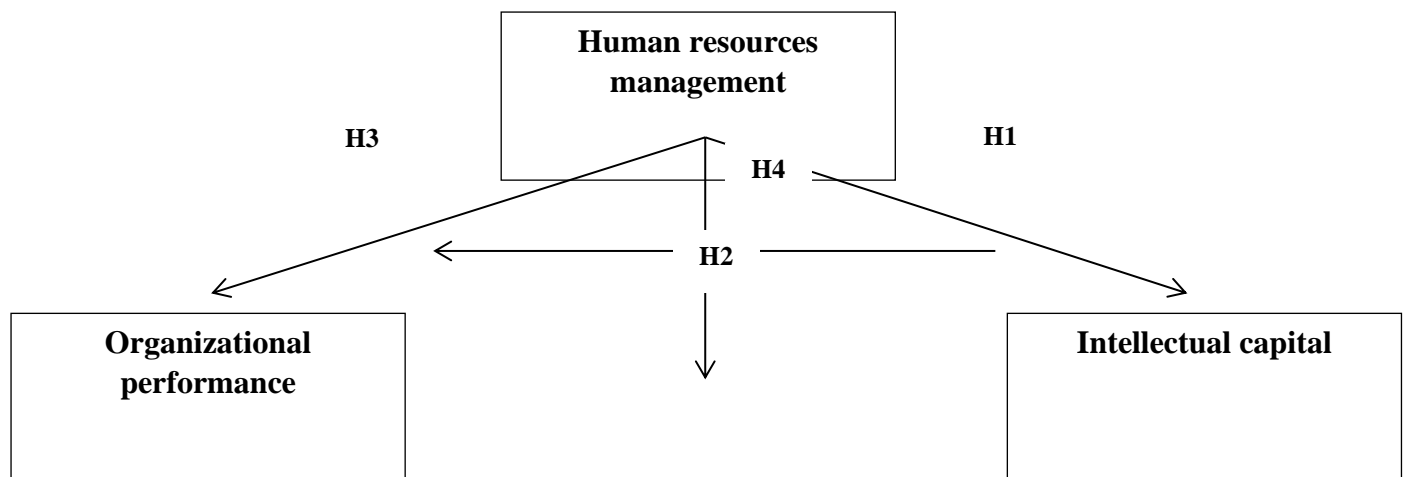 Human resources
management
H3
H1
H4
H2
Organizational
performance
Intellectual capital